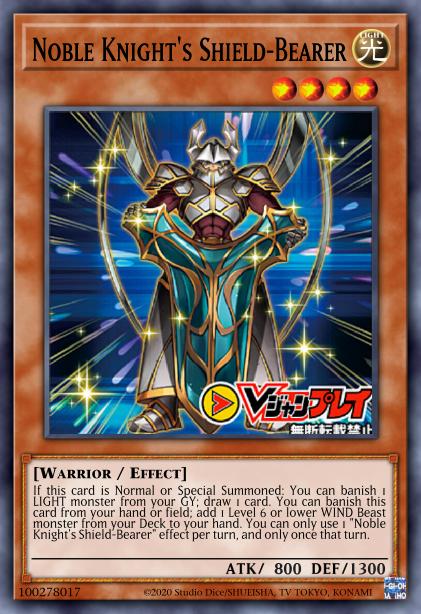 Noble Knight's Shield-Bearer
LIGHT
光
Vジャンプレイ
無断転載禁止
[Warrior / Effect]
If this card is Normal or Special Summoned: You can banish 1
LIGHT monster from your GY; draw 1 card. You can banish this
card from your hand or field; add 1 Level 6 or lower WIND Beast
monster from your Deck to your hand. You can only use 1 "Noble
Knight's Shield-Bearer" effect per turn, and only once that turn.
ATK/ 800 DEF/1300
100278017
©2020 Studio Dice/SHUEISHA, TV TOKYO, KONAMI